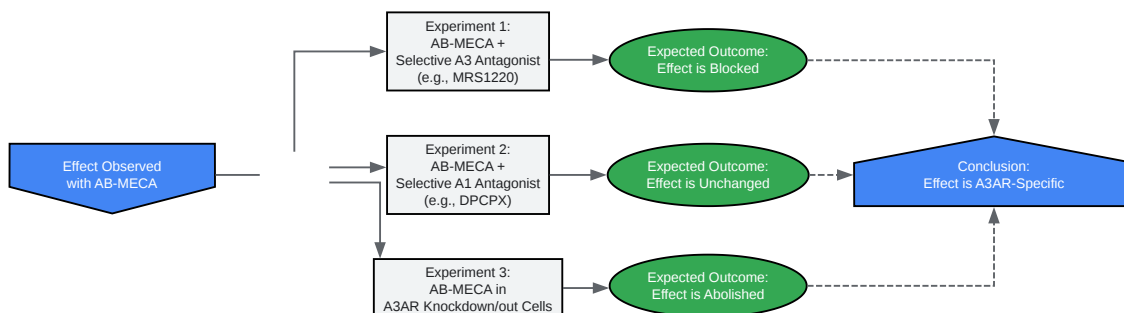 Effect Observed
with AB-MECA
Experiment 1:
AB-MECA +
Selective A3 Antagonist
(e.g., MRS1220)
Expected Outcome:
Effect is Blocked
Experiment 2:
AB-MECA +
Selective A1 Antagonist
(e.g., DPCPX)
Expected Outcome:
Effect is Unchanged
Experiment 3:
AB-MECA in
A3AR Knockdown/out Cells
Expected Outcome:
Effect is Abolished
Conclusion:
Effect is A3AR-Specific